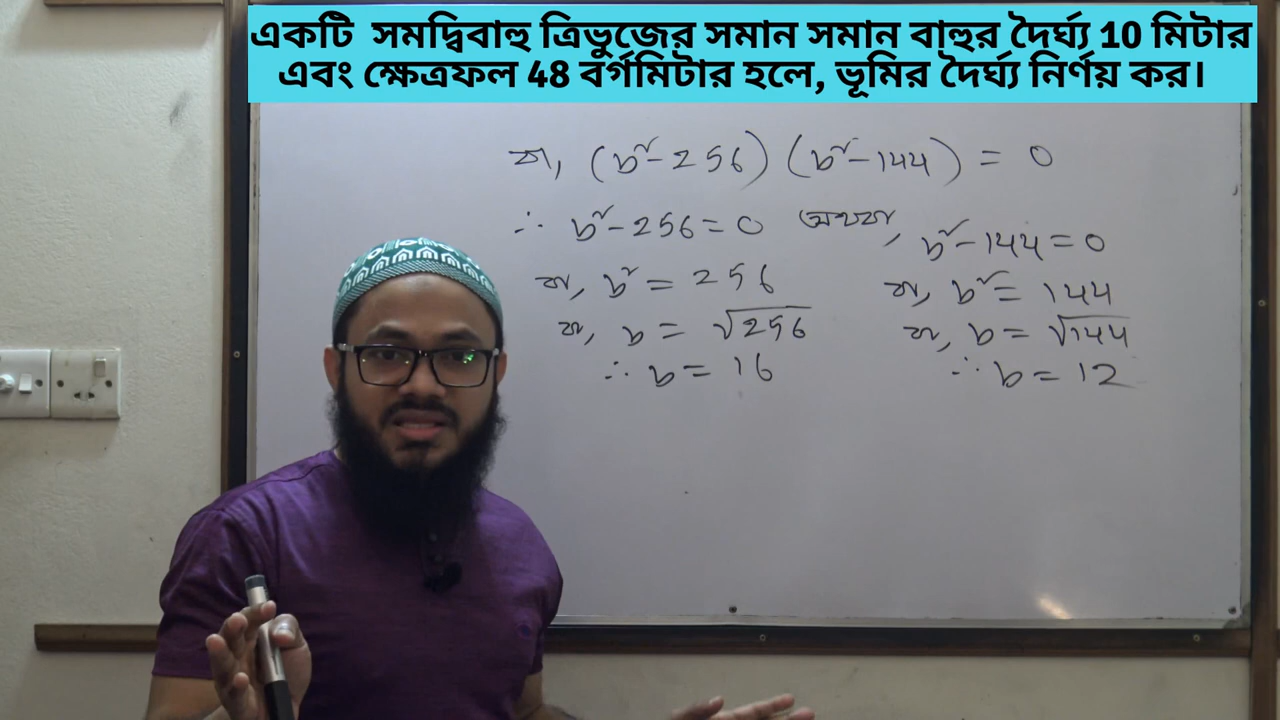 একটি সমদ্বিবাহু ত্রিভুজের সমান সমান বাহুর দৈর্ঘ্য 10 মিটার
এবং ক্ষেত্রফল 48 বর্গমিটার হলে, ভূমির দৈর্ঘ্য নির্ণয় কর।
বা, (b² - 256) (b² - 144) = 0
∴ b² - 256 = 0 অথবা, b² - 144 = 0
বা, b² = 256 বা, b² = 144
বা, b = √256 বা, b = √144
∴ b = 16 ∴ b = 12